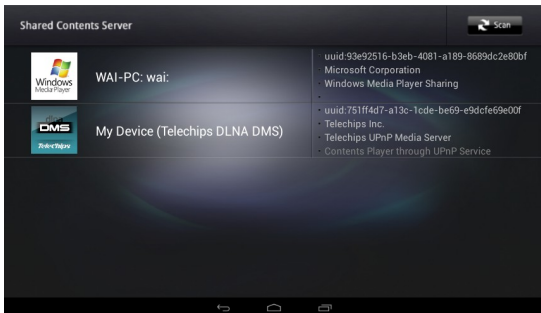 Shared Contents Server
Scan
Windows
Media Player
WAI-PC: wai:
uuid:93e92516-b3eb-4081-a189-8689dc2e80bf
· Microsoft Corporation
· Windows Media Player Sharing
·
DMS
Telechips
My Device (Telechips DLNA DMS)
· uuid:751ff4d7-a13c-1cde-be69-e9dcfe69e00f
· Telechips Inc.
· Telechips UPnP Media Server
· Contents Player through UPnP Service